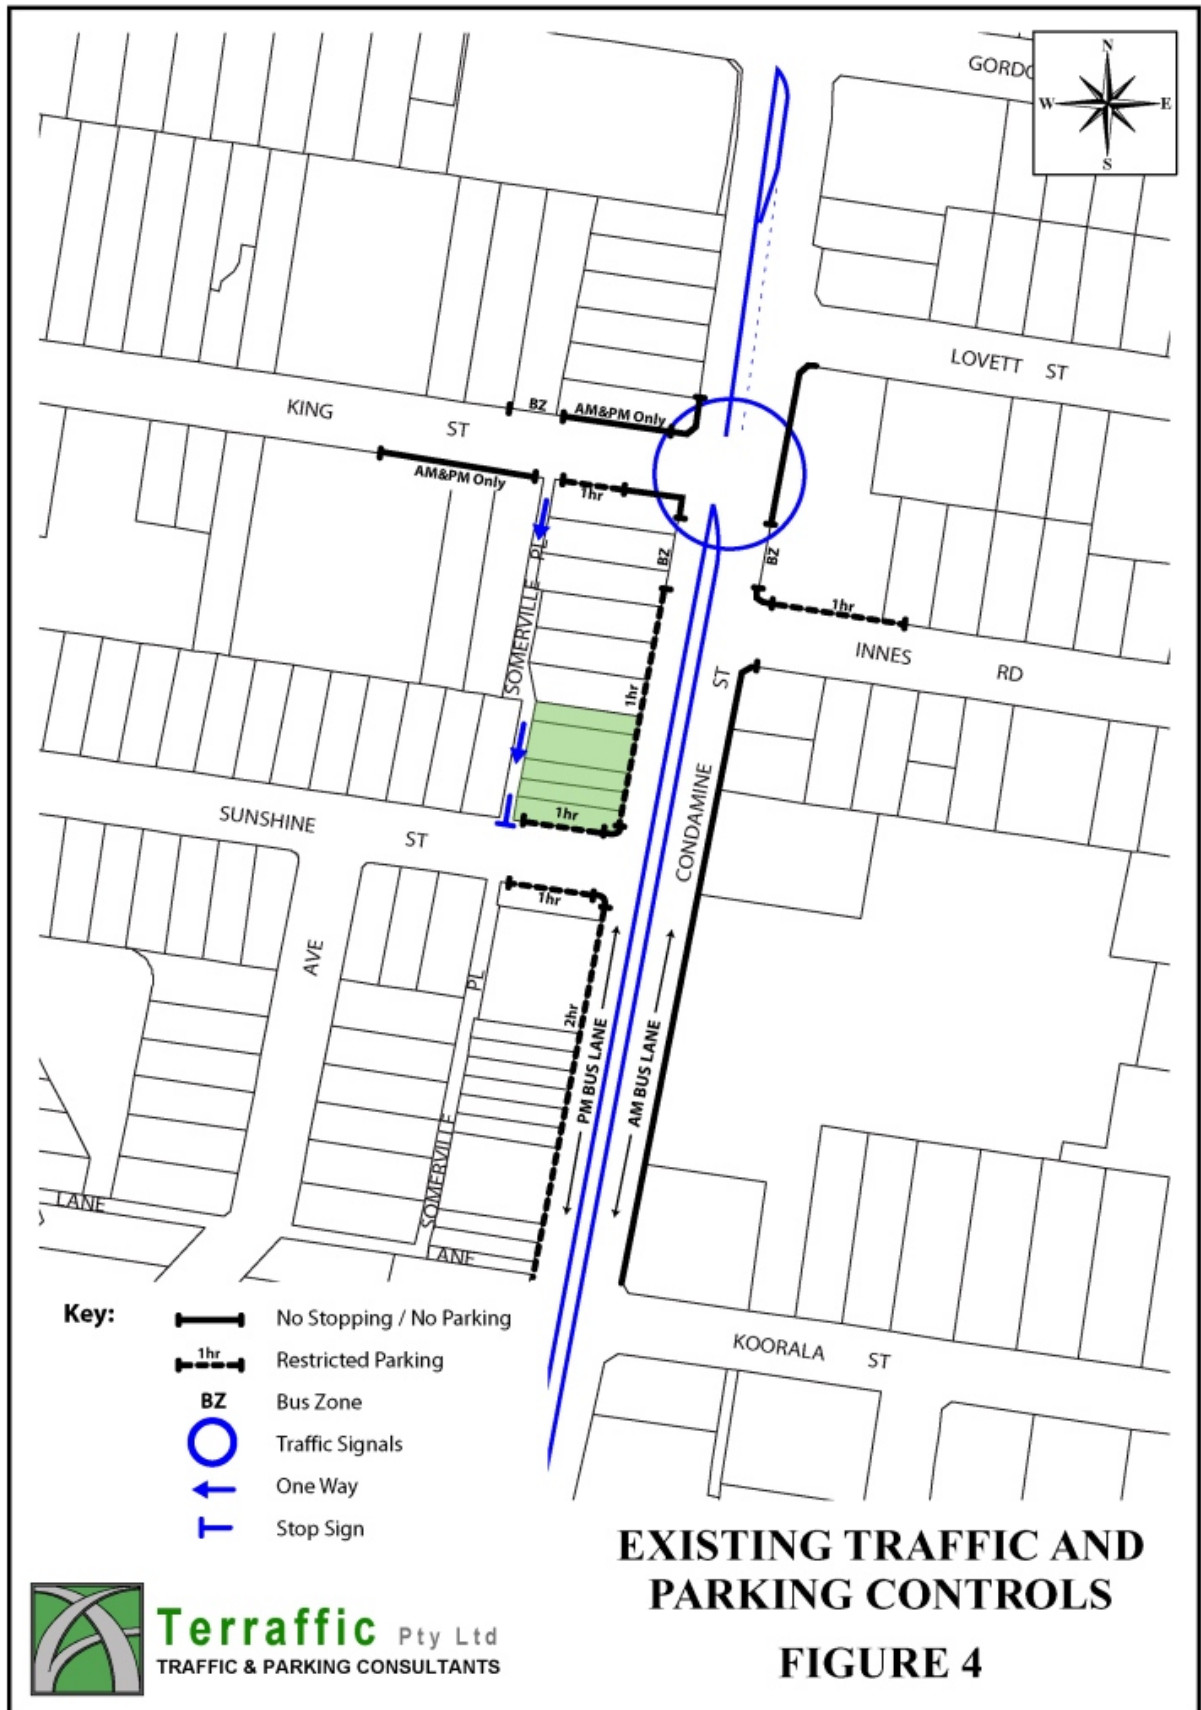 GORDO
N
W
E
S
LOVETT ST
KING ST
BZ
AM&PM Only
AM&PM Only
1hr
BZ
BZ
SOMERVILLE PL
1hr
INNES RD
1hr
CONDAMINE ST
1hr
SUNSHINE ST
1hr
AVE
2hr
PM BUS LANE
AM BUS LANE
SOMERVILLE PL
LANE
ANE
KOORALA ST
Key:
No Stopping / No Parking
1hr
Restricted Parking
BZ
Bus Zone
Traffic Signals
One Way
Stop Sign
EXISTING TRAFFIC AND
PARKING CONTROLS
FIGURE 4
Terraffic Pty Ltd
TRAFFIC & PARKING CONSULTANTS